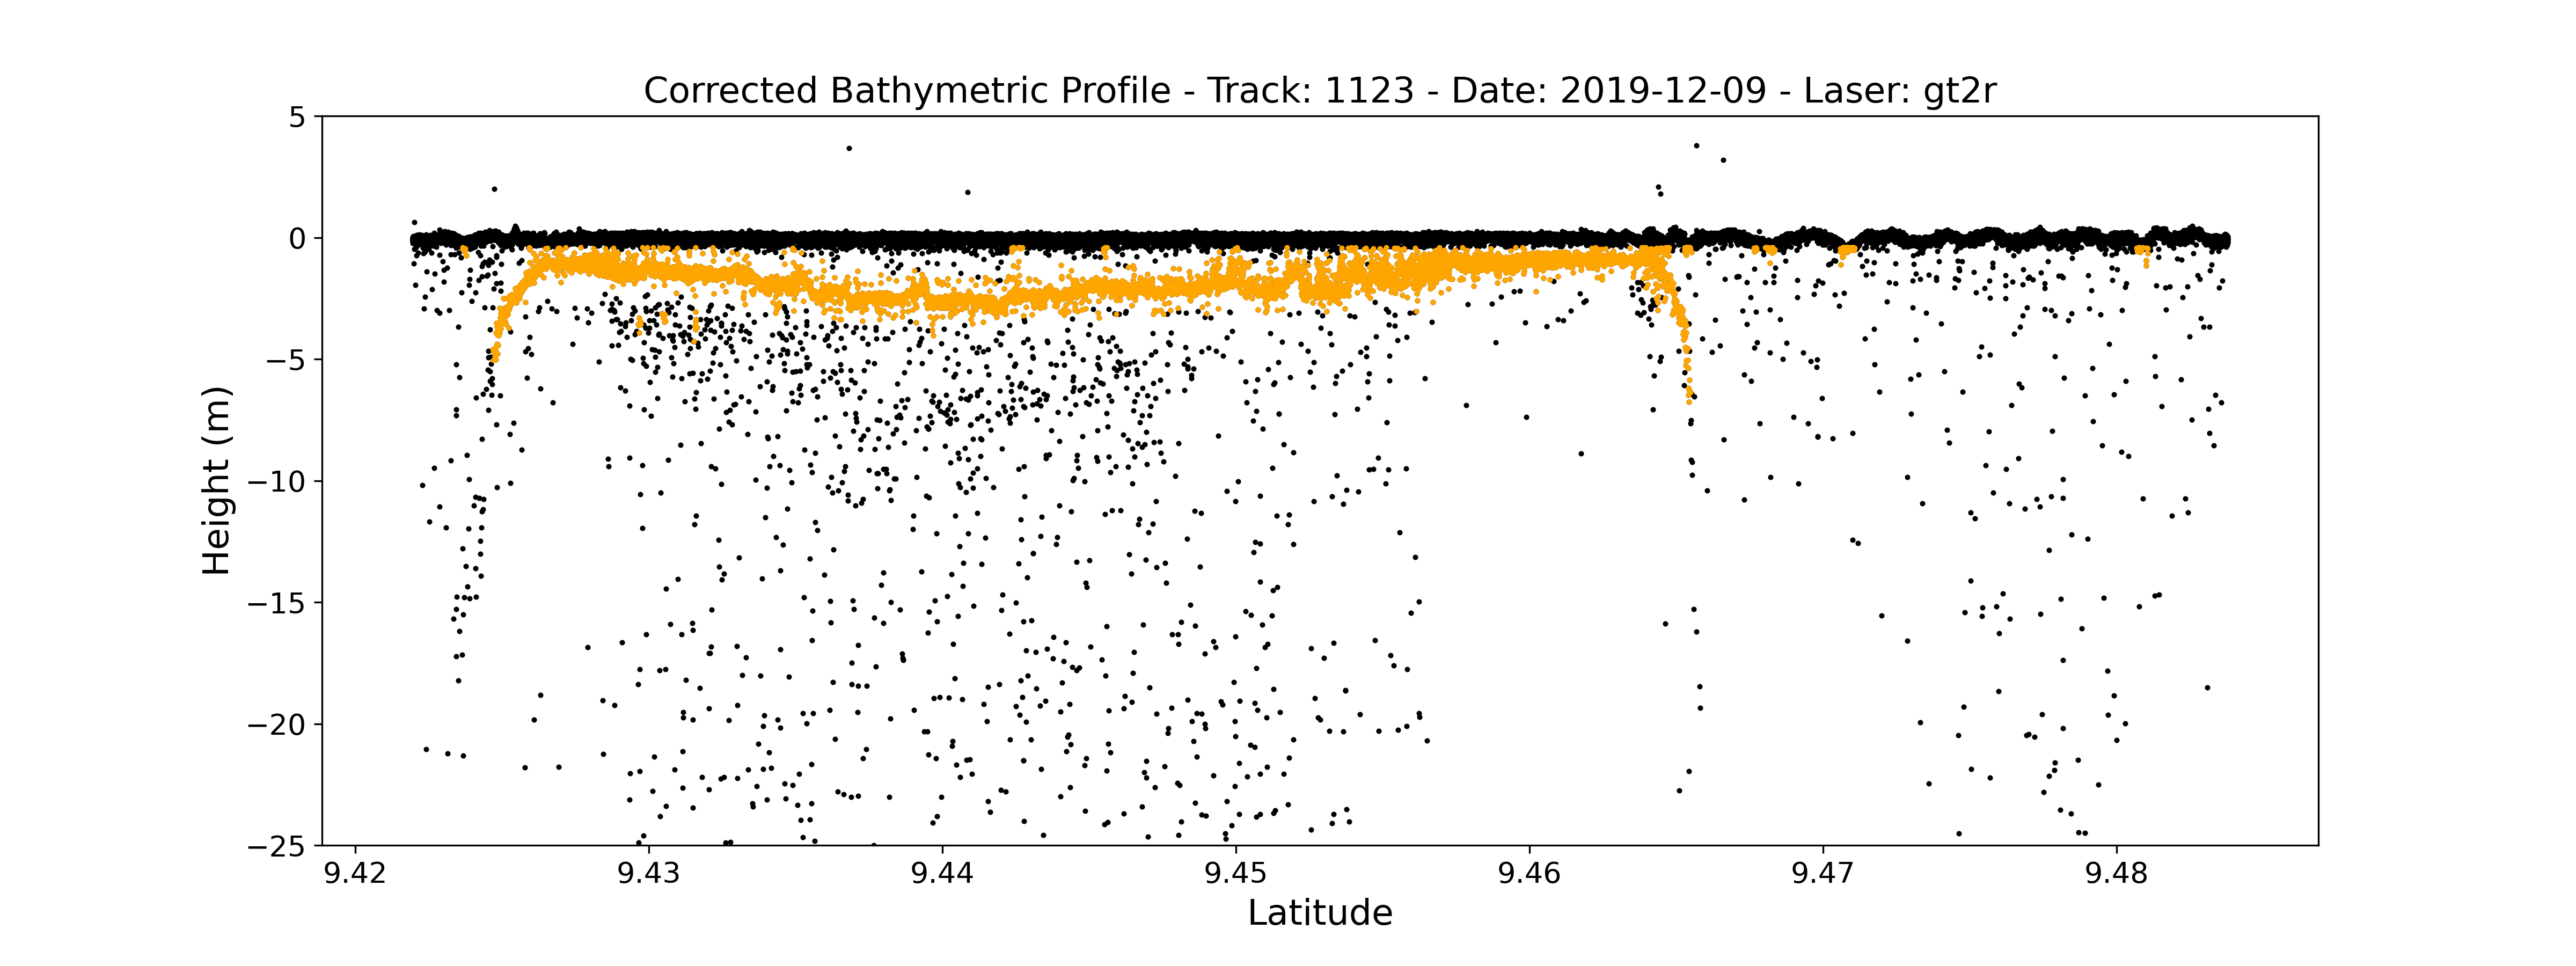 Corrected Bathymetric Profile - Track: 1123 - Date: 2019-12-09 - Laser: gt2r
5
0
−5
−10
−15
−20
−25
Height (m)
9.42 9.43 9.44 9.45 9.46 9.47 9.48
Latitude